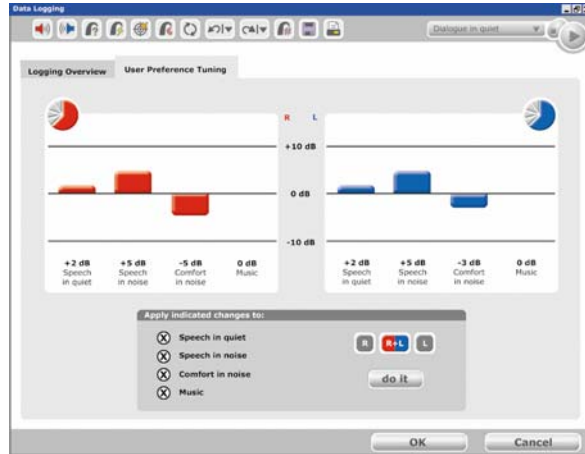 Data Logging
Dialogue in quiet
Logging Overview
User Preference Tuning
R L
+10 dB
0 dB
-10 dB
+2 dB
Speech
in quiet
+5 dB
Speech
in noise
-5 dB
Comfort
in noise
0 dB
Music
+2 dB
Speech
in quiet
+5 dB
Speech
in noise
-3 dB
Comfort
in noise
0 dB
Music
Apply indicated changes to:
Speech in quiet
Speech in noise
Comfort in noise
Music
R R+L L
do it
OK
Cancel